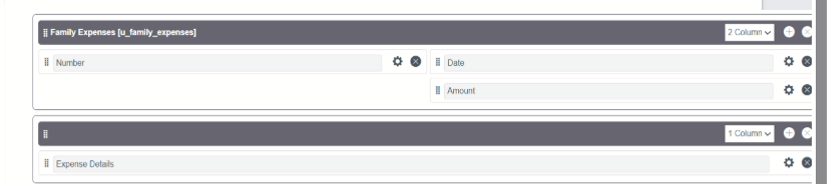 Family Expenses [u_family_expenses] 2 Column
Number Date
Amount
1 Column
Expense Details